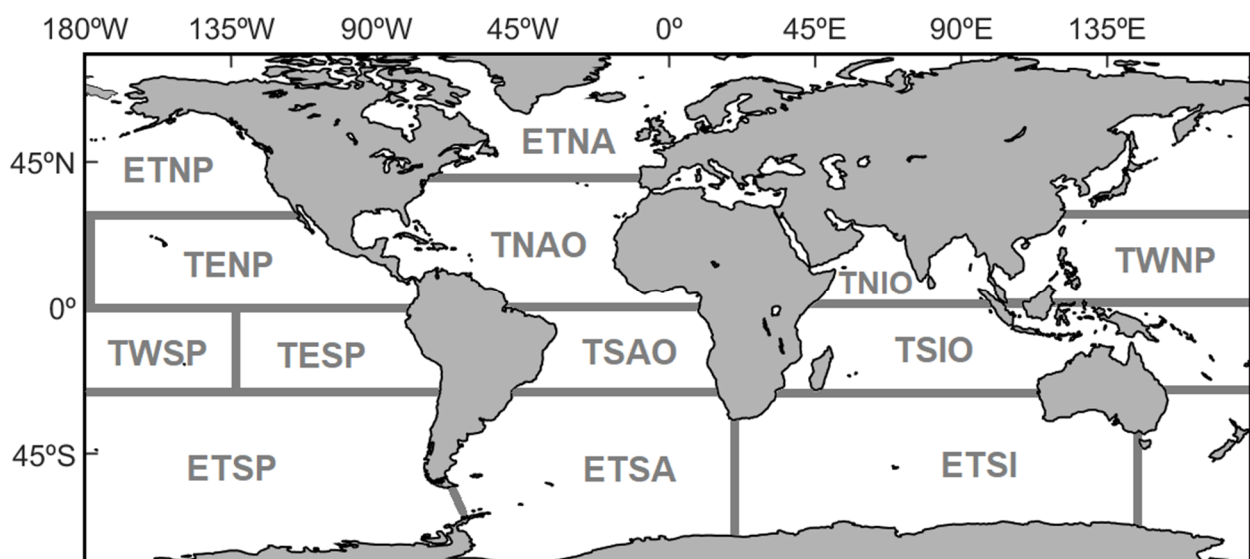 180ºW 135ºW 90ºW 45ºW 0º 45ºE 90ºE 135ºE
ETNA
45ºN
ETNP
TNAO
TWNP
TENP
TNIO
0º
TSIO
TWSP TESP TSAO
45ºS
ETSP ETSA ETSI